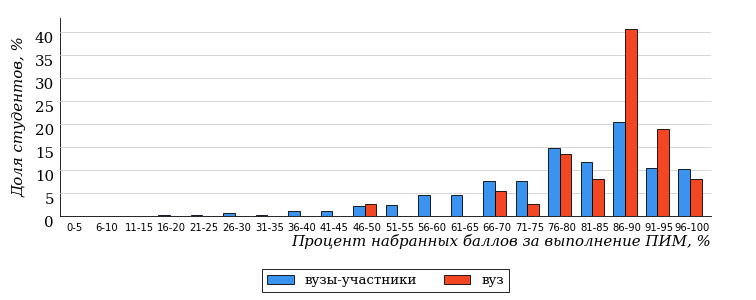 Доля студентов, %
40
35
30
25
20
15
10
5
0
0-5 6-10 11-15 16-20 21-25 26-30 31-35 36-40 41-45 46-50 51-55 56-60 61-65 66-70 71-75 76-80 81-85 86-90 91-95 96-100
Процент набранных баллов за выполнение ПИМ, %
вузы-участники вуз